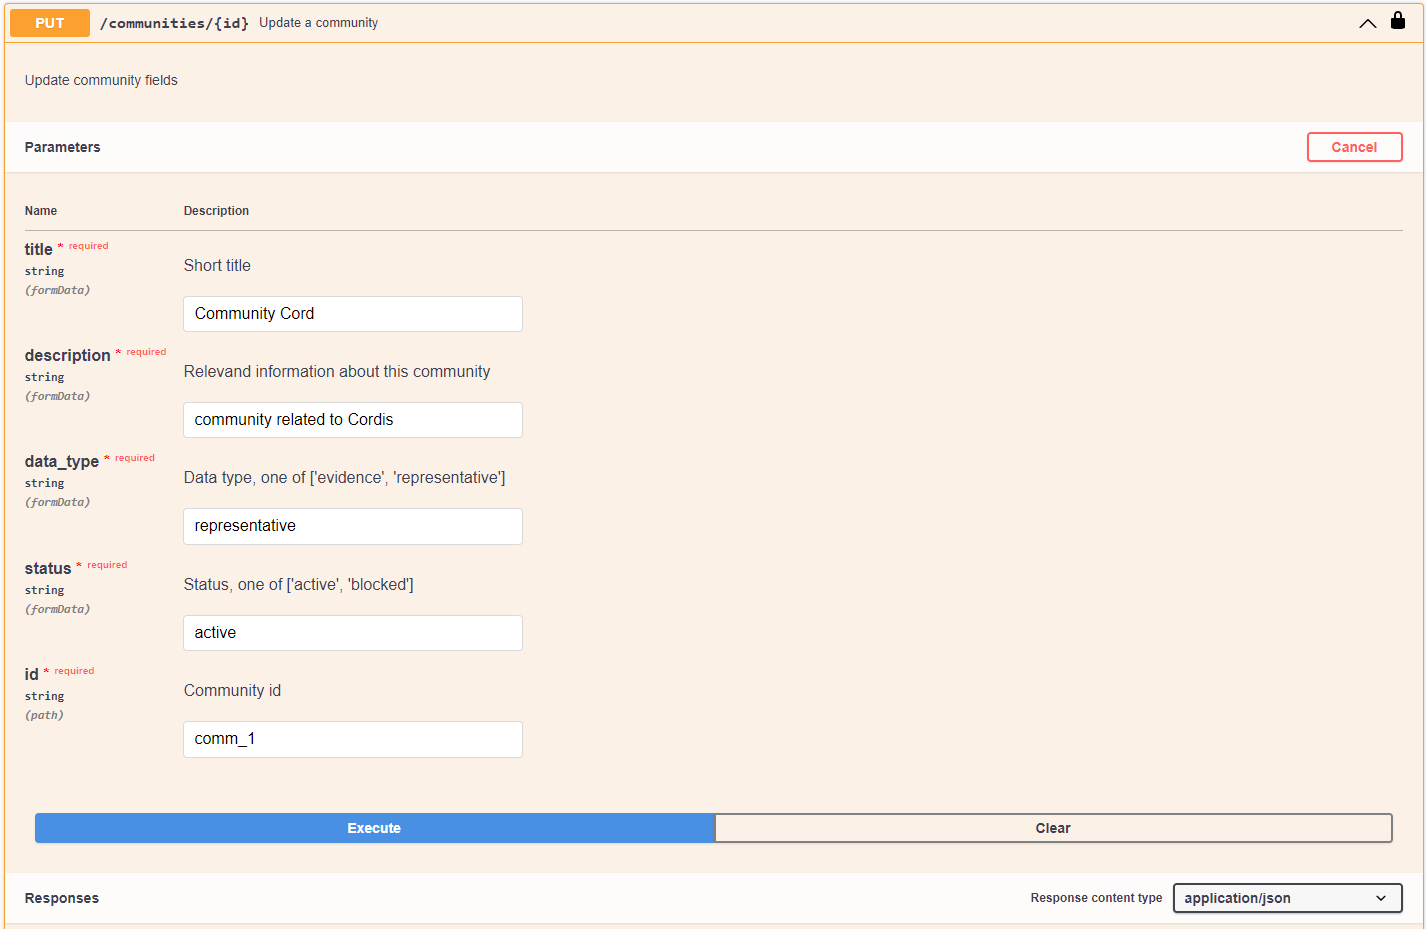 PUT /communities/{id} Update a community
Update community fields
Parameters Cancel
Name Description
title * required
string
(formData)
Short title
Community Cord
description * required
string
(formData)
Relevand information about this community
community related to Cordis
data_type * required
string
(formData)
Data type, one of ['evidence', 'representative']
representative
status * required
string
(formData)
Status, one of ['active', 'blocked']
active
id * required
string
(path)
Community id
comm_1
Execute Clear
Responses Response content type application/json